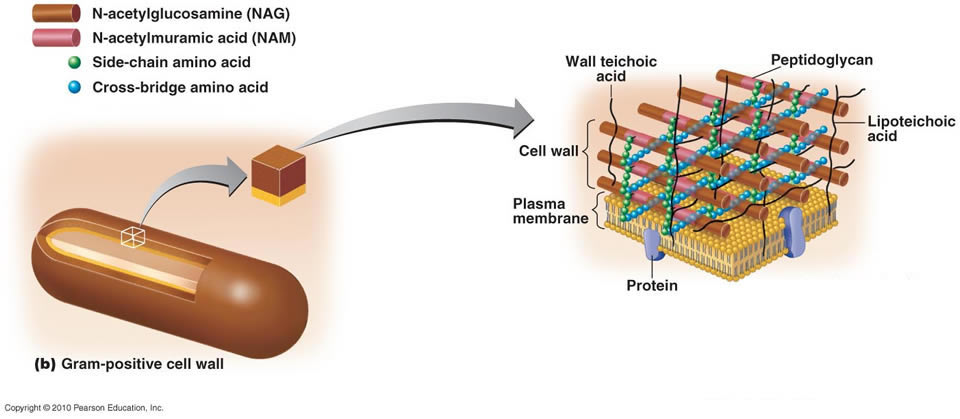 N-acetylglucosamine (NAG)
N-acetylmuramic acid (NAM)
Side-chain amino acid
Cross-bridge amino acid
Wall teichoic
acid
Peptidoglycan
Lipoteichoic
acid
Cell wall
Plasma
membrane
Protein
(b) Gram-positive cell wall
Copyright © 2010 Pearson Education, Inc.